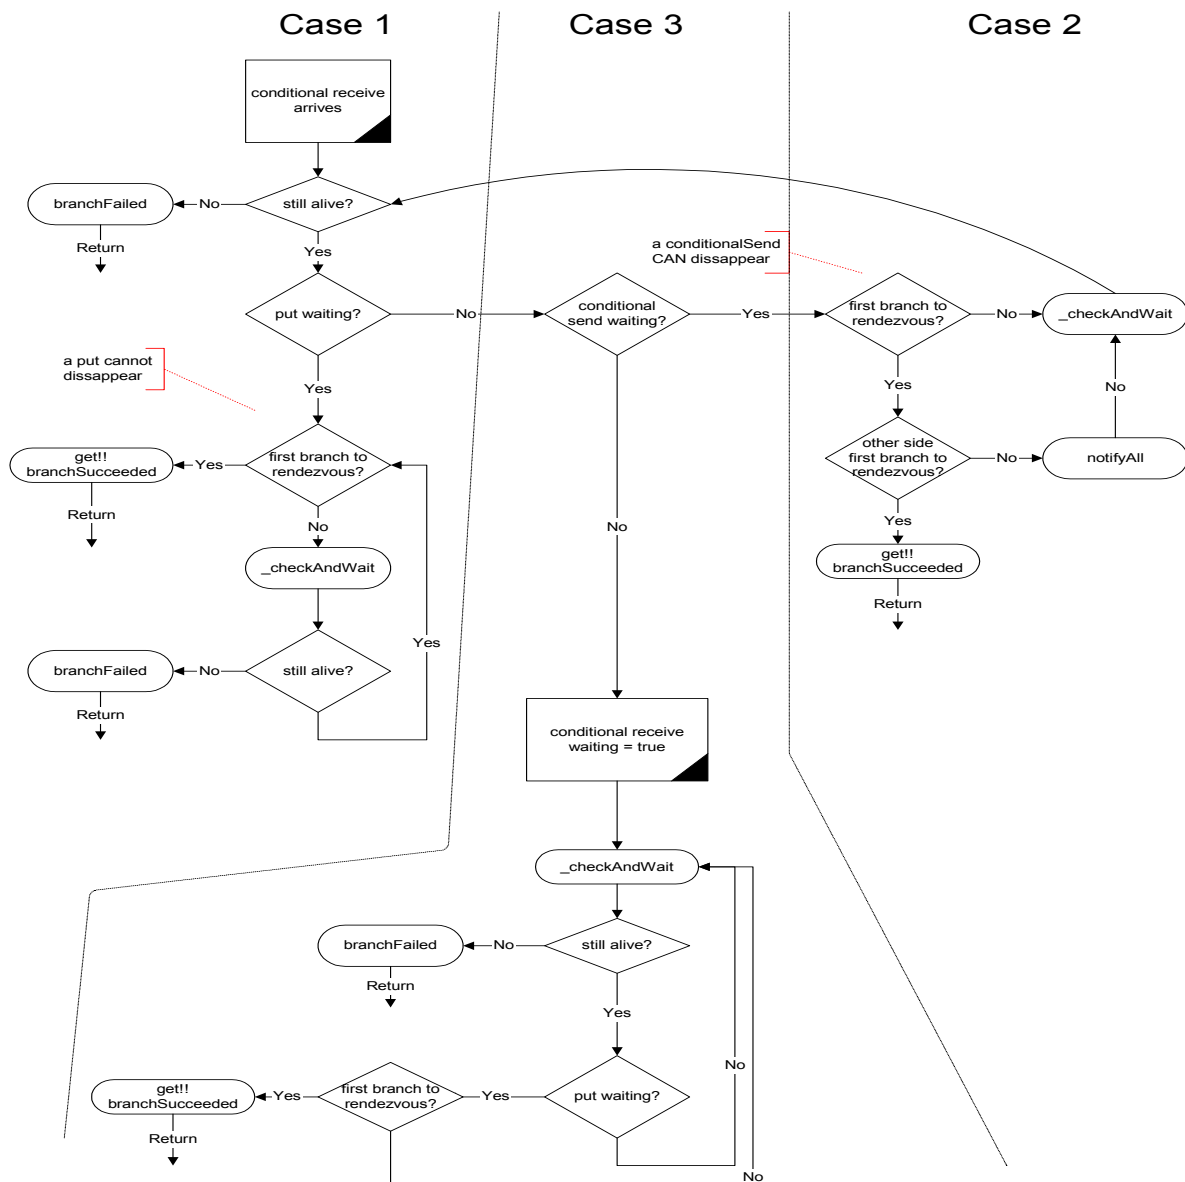 Case 1
Case 3
Case 2
conditional receive
arrives
still alive?
No
branchFailed
Return
Yes
put waiting?
No
conditional
send waiting?
Yes
a conditionalSend
CAN dissappear
first branch to
rendezvous?
No
_checkAndWait
a put cannot
dissappear
Yes
Yes
No
first branch to
rendezvous?
Yes
get!!
branchSucceeded
Return
other side
first branch to
rendezvous?
No
notifyAll
No
No
Yes
get!!
branchSucceeded
Return
_checkAndWait
Yes
still alive?
No
branchFailed
Return
conditional receive
waiting = true
_checkAndWait
still alive?
No
branchFailed
Return
Yes
No
put waiting?
Yes
first branch to
rendezvous?
Yes
get!!
branchSucceeded
Return
No